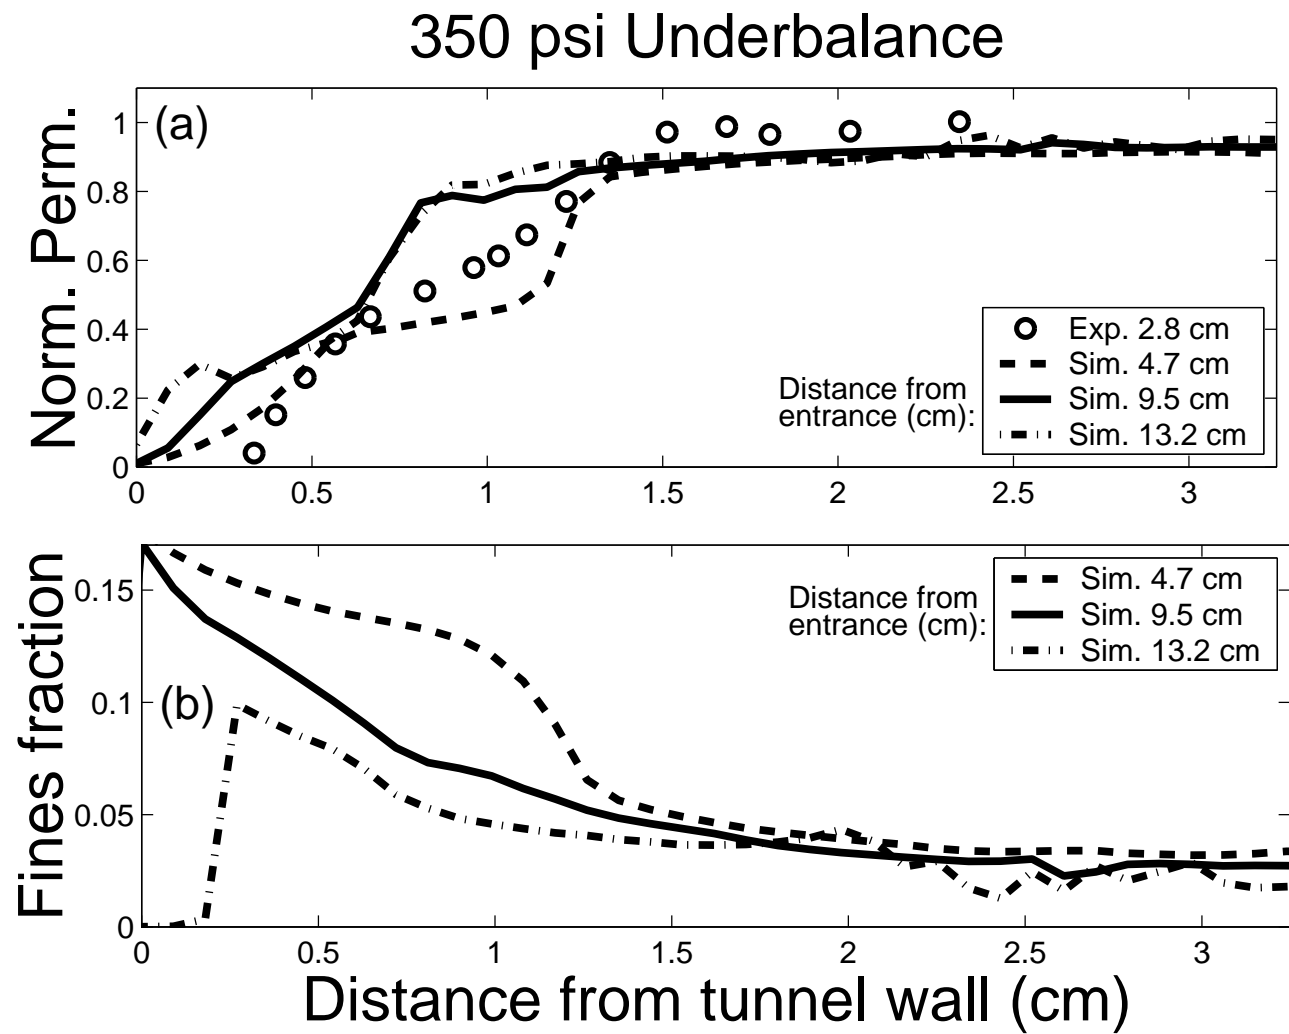 350 psi Underbalance
(a)
Norm. Perm.
1
0.8
0.6
0.4
0.2
0
0 0.5 1 1.5 2 2.5 3
Distance from
entrance (cm):
Exp. 2.8 cm
Sim. 4.7 cm
Sim. 9.5 cm
Sim. 13.2 cm
(b)
Fines fraction
0.15
0.1
0.05
0
0 0.5 1 1.5 2 2.5 3
Distance from
entrance (cm):
Sim. 4.7 cm
Sim. 9.5 cm
Sim. 13.2 cm
Distance from tunnel wall (cm)